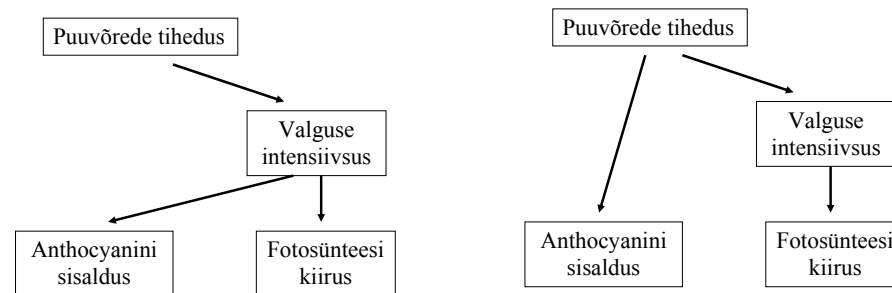 Puuvõrede tihedus
Valguse
intensiivsus
Anthocyanini
sisaldus
Fotosünteesi
kiirus
Puuvõrede tihedus
Valguse
intensiivsus
Anthocyanini
sisaldus
Fotosünteesi
kiirus